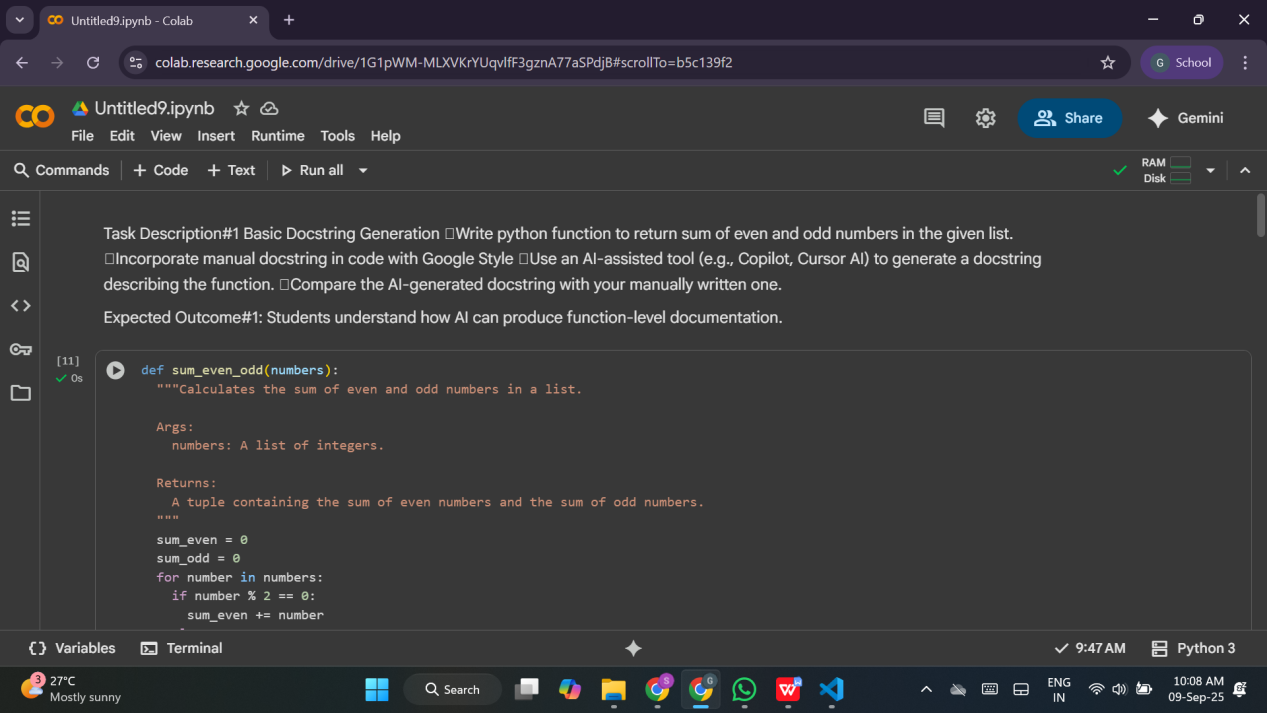 Untitled9.ipynb - Colab
colab.research.google.com/drive/1G1pWM-MLXVKrYUqvlfF3gznA77aSPdjB#scrollTo=b5c139f2
G School
Untitled9.ipynb
File Edit View Insert Runtime Tools Help
Share
Gemini
Commands + Code + Text Run all
RAM
Disk
Task Description#1 Basic Docstring Generation Write python function to return sum of even and odd numbers in the given list.
Incorporate manual docstring in code with Google Style Use an AI-assisted tool (e.g., Copilot, Cursor AI) to generate a docstring
describing the function. Compare the AI-generated docstring with your manually written one.
Expected Outcome#1: Students understand how AI can produce function-level documentation.
[11]
0s
def sum_even_odd(numbers):
"""Calculates the sum of even and odd numbers in a list.
Args:
numbers: A list of integers.
Returns:
A tuple containing the sum of even numbers and the sum of odd numbers.
"""
sum_even = 0
sum_odd = 0
for number in numbers:
if number % 2 == 0:
sum_even += number
Variables Terminal
9:47 AM Python 3
3
27°C
Mostly sunny
Search
S
G
W
ENG
IN
10:08 AM
09-Sep-25